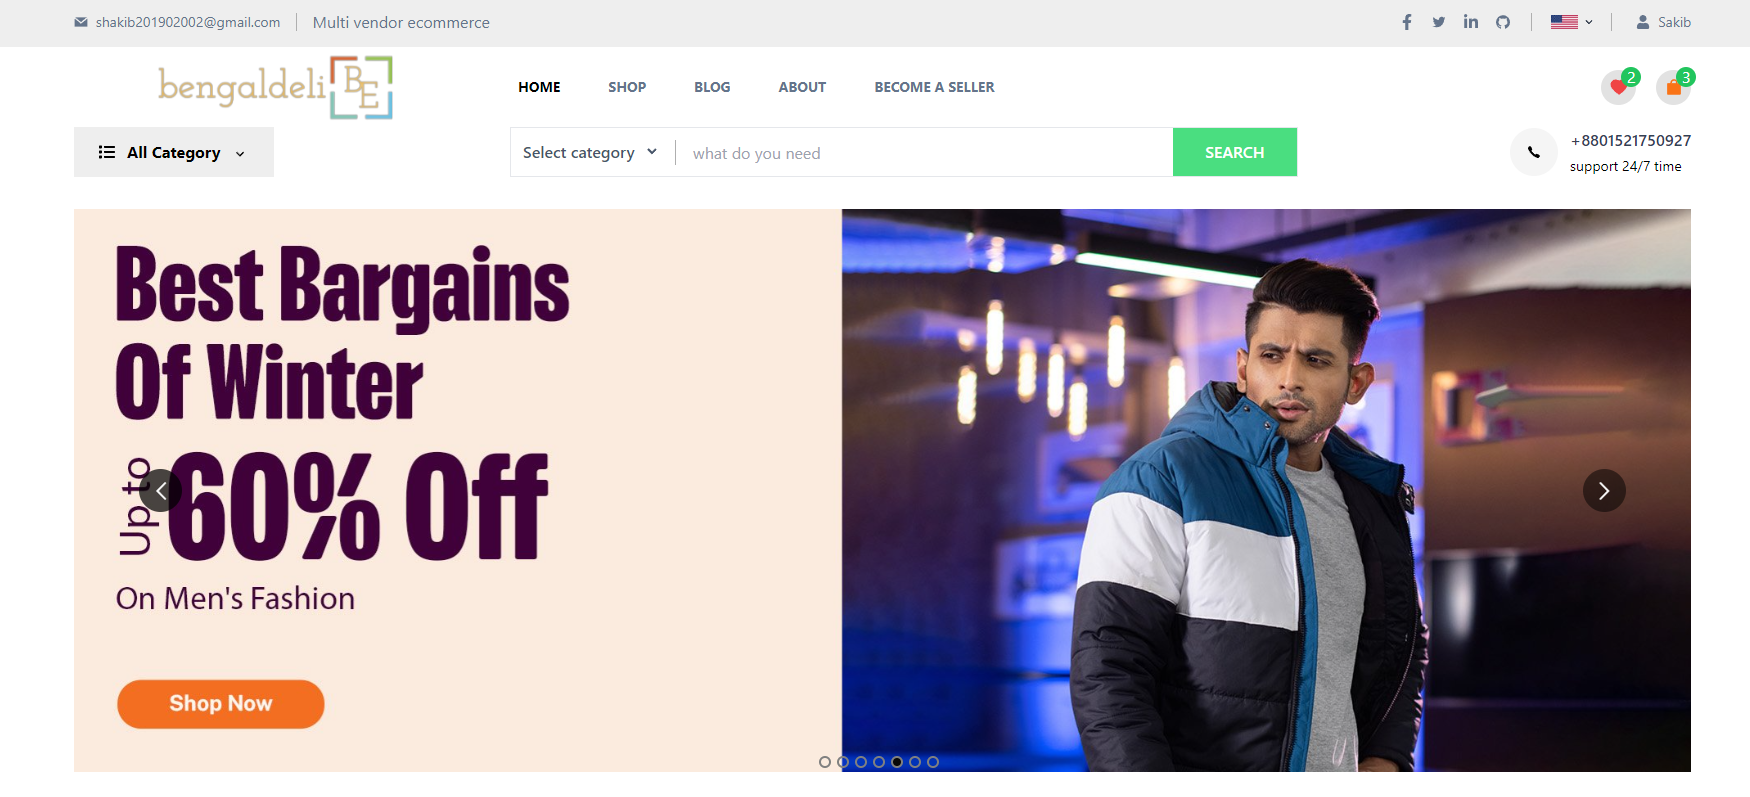 shakib201902002@gmail.com
Multi vendor ecommerce
Sakib
bengaldeli BE
HOME
SHOP
BLOG
ABOUT
BECOME A SELLER
2
3
All Category
Select category
what do you need
SEARCH
+8801521750927
support 24/7 time
Best Bargains
Of Winter
Up to
60% Off
On Men's Fashion
Shop Now